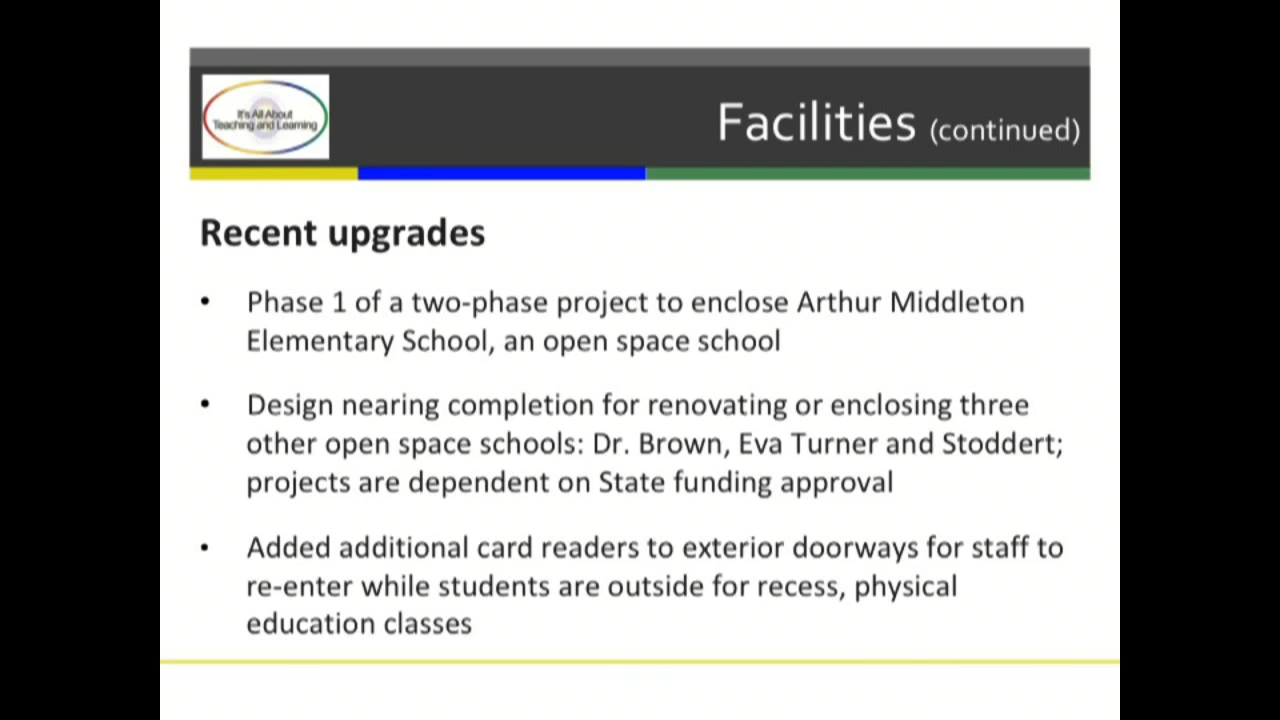 It's All About
Teaching and Learning
Facilities (continued)
Recent upgrades
• Phase 1 of a two-phase project to enclose Arthur Middleton
Elementary School, an open space school
• Design nearing completion for renovating or enclosing three
other open space schools: Dr. Brown, Eva Turner and Stoddert;
projects are dependent on State funding approval
• Added additional card readers to exterior doorways for staff to
re-enter while students are outside for recess, physical
education classes